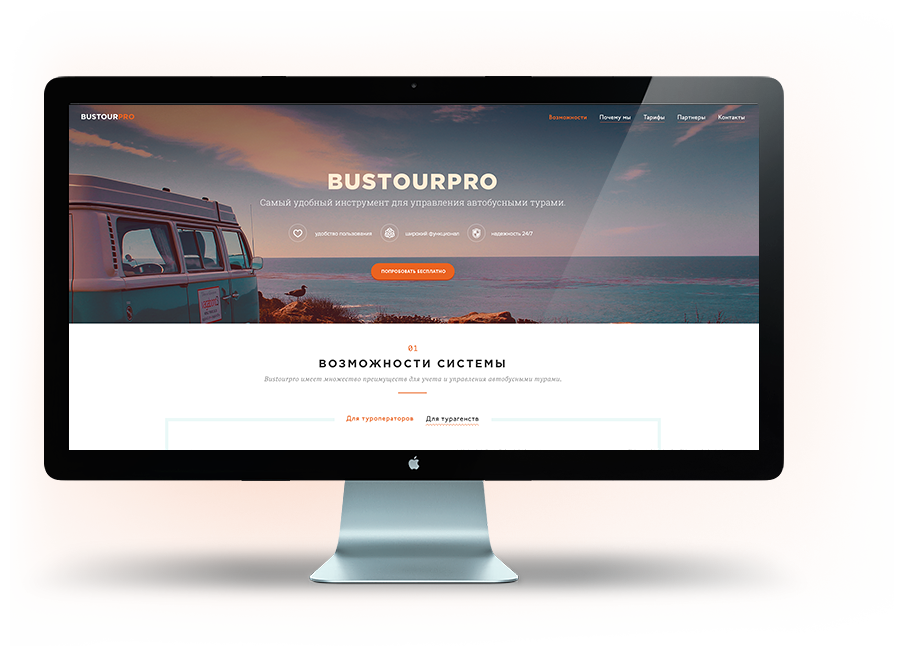 BUSTOURPRO
Возможности Почему мы Тарифы Партнеры Контакты
BUSTOURPRO
Самый удобный инструмент для управления автобусными турами.
удобство пользования широкий функционал надежность 24/7
ПОПРОБОВАТЬ БЕСПЛАТНО
01
ВОЗМОЖНОСТИ СИСТЕМЫ
Bustourpro имеет множество преимуществ для учета и управления автобусными турами.
Для туроператоров Для турагенств